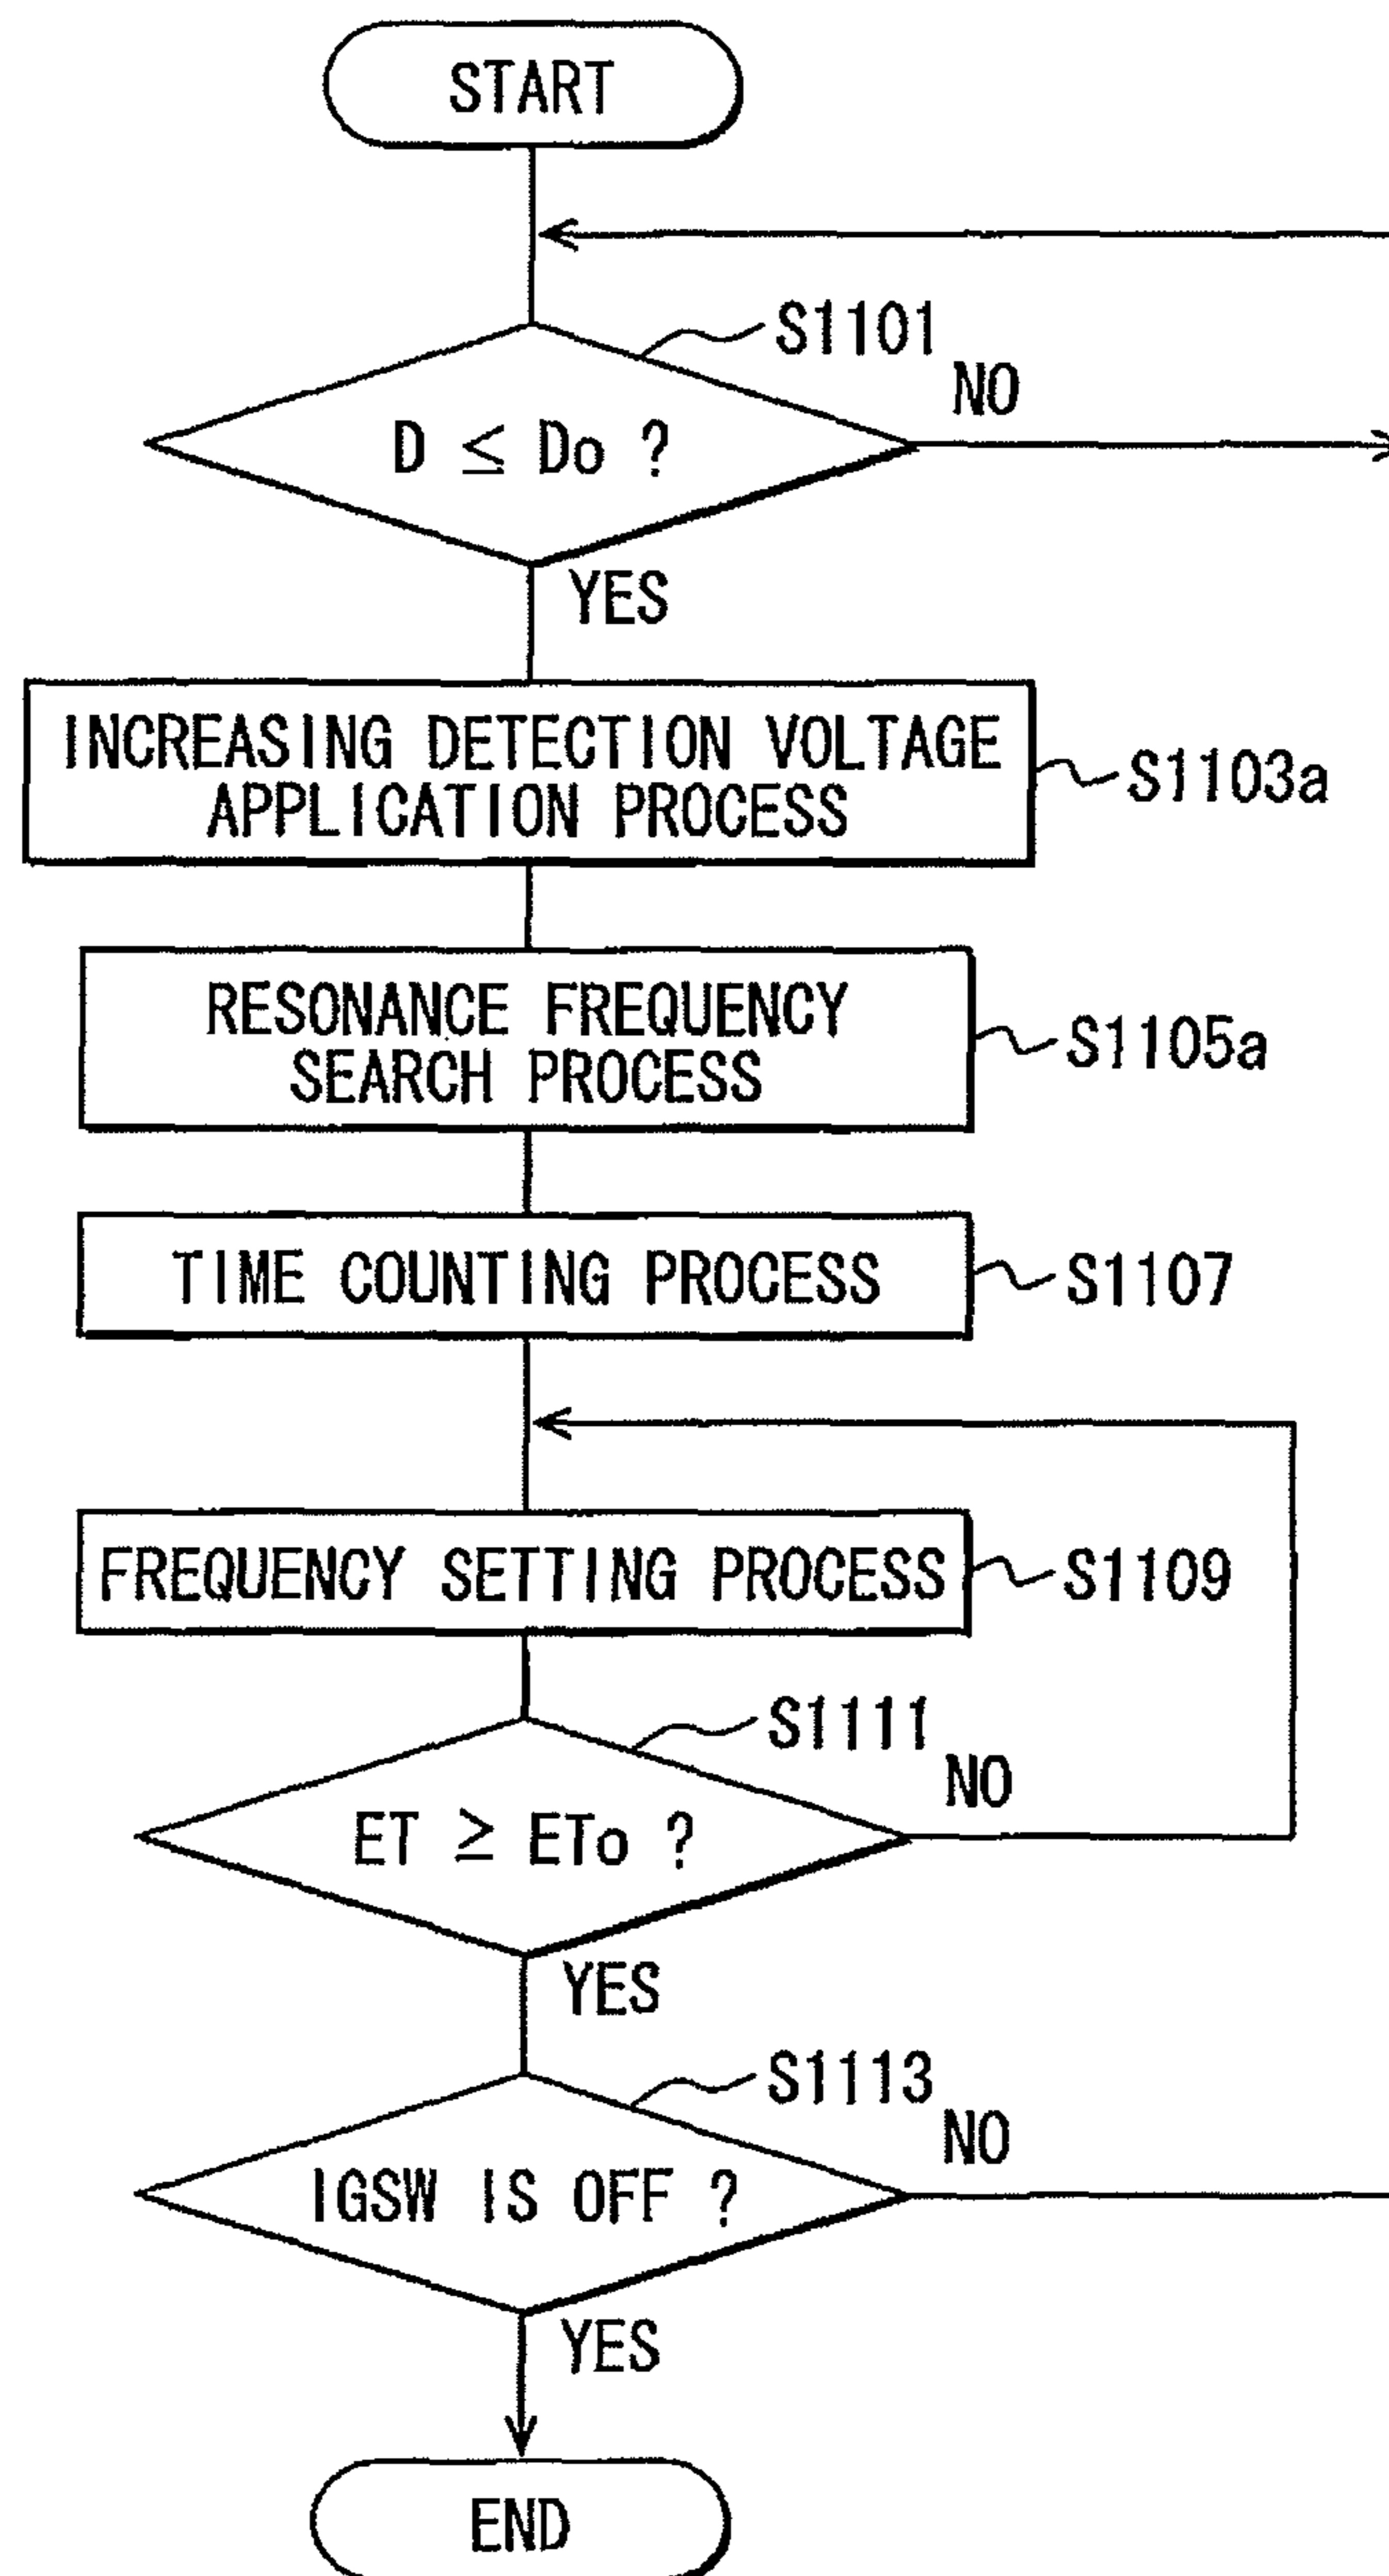 START
S1101
NO
D ≤ Do ?
YES
INCREASING DETECTION VOLTAGE
APPLICATION PROCESS
S1103a
RESONANCE FREQUENCY
SEARCH PROCESS
S1105a
TIME COUNTING PROCESS
S1107
FREQUENCY SETTING PROCESS
S1109
S1111
NO
ET ≥ ETo ?
YES
S1113
NO
IGSW IS OFF ?
YES
END